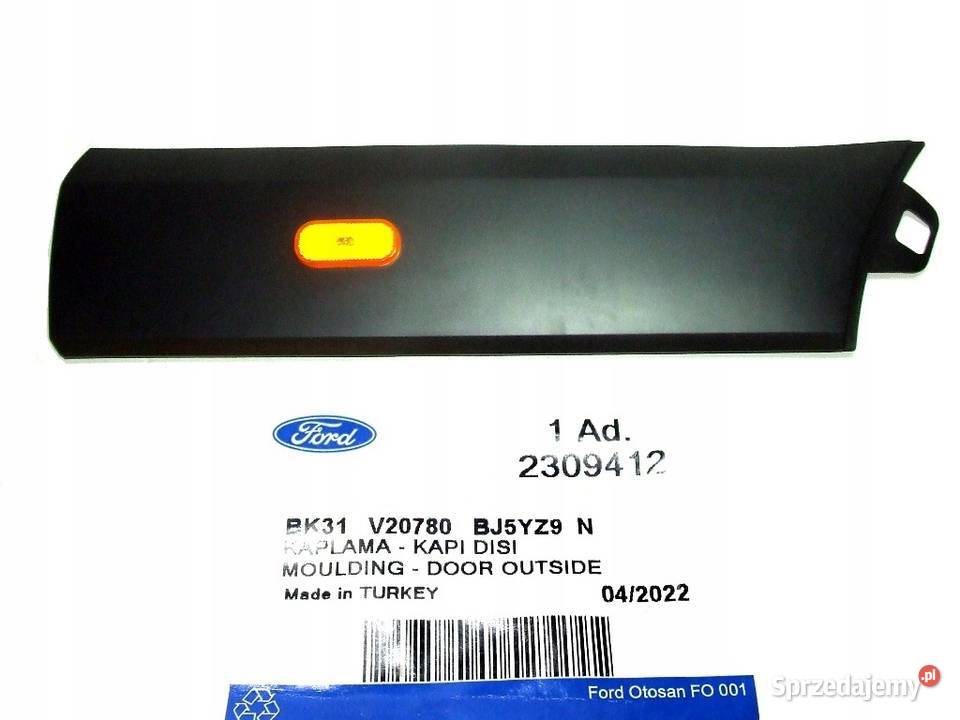 Ford
1 Ad.
2309412
BK31 V20780 BJ5YZ9 N
KAPLAMA - KAPI DISI
MOULDING - DOOR OUTSIDE
Made in TURKEY 04/2022
Ford Otosan FO 001
Sprzedajemy.pl